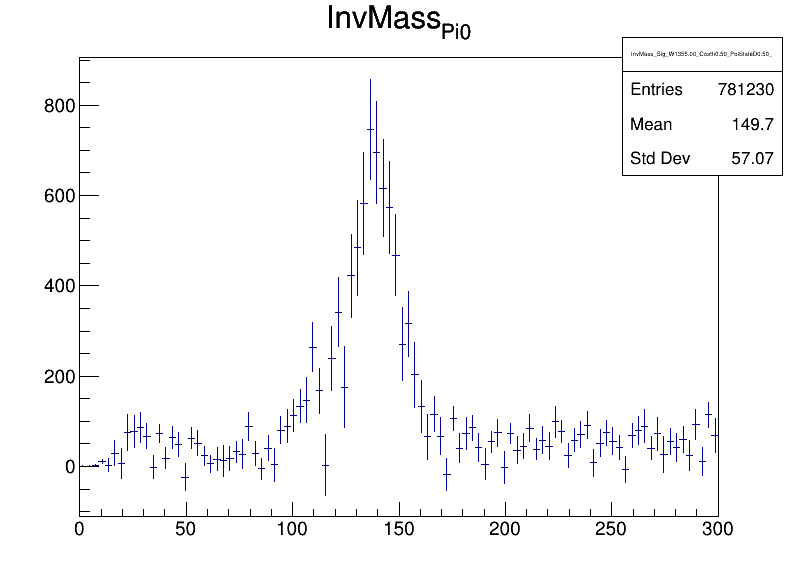 InvMass_Pi0
InvMass_Sig_W1355.00_Costh0.50_PolStateD0.50_
Entries 781230
Mean 149.7
Std Dev 57.07
800
600
400
200
0
0 50 100 150 200 250 300